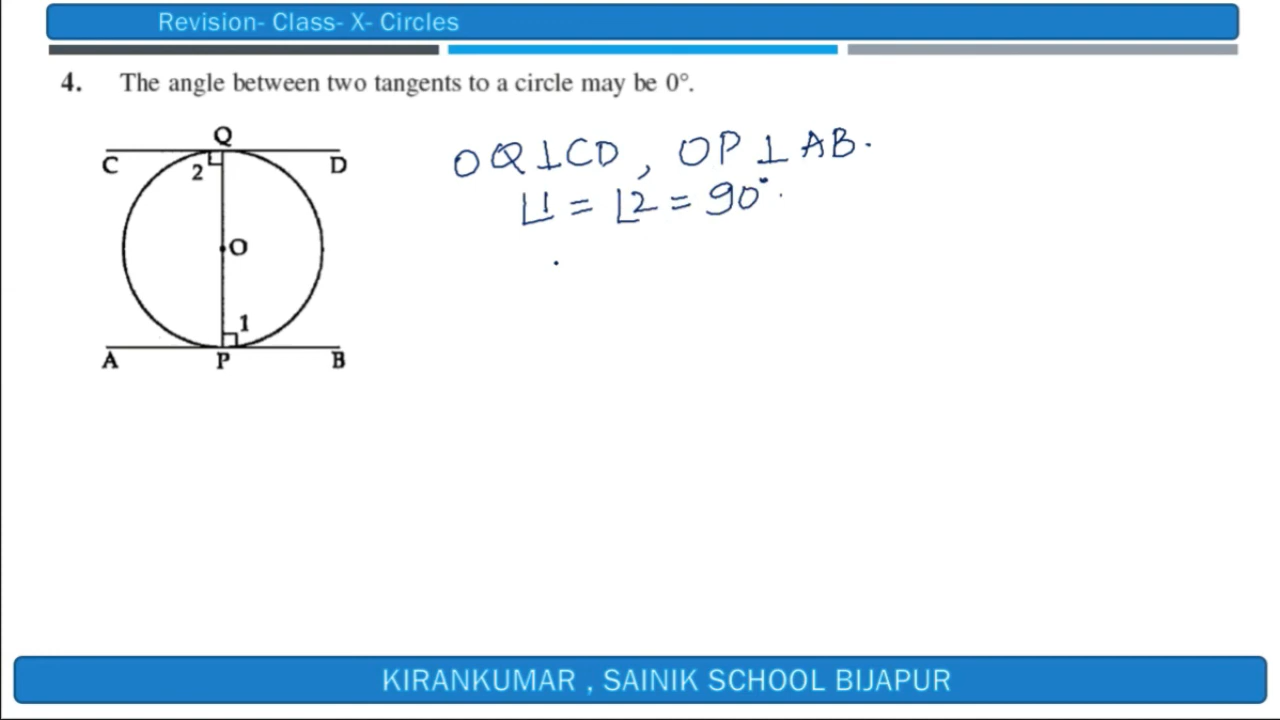 Revision- Class- X- Circles
4. The angle between two tangents to a circle may be 0°.
Q
C 2 D
O
1
A P B
OQ⊥CD, OP⊥AB.
∠1 = ∠2 = 90°.
KIRANKUMAR , SAINIK SCHOOL BIJAPUR